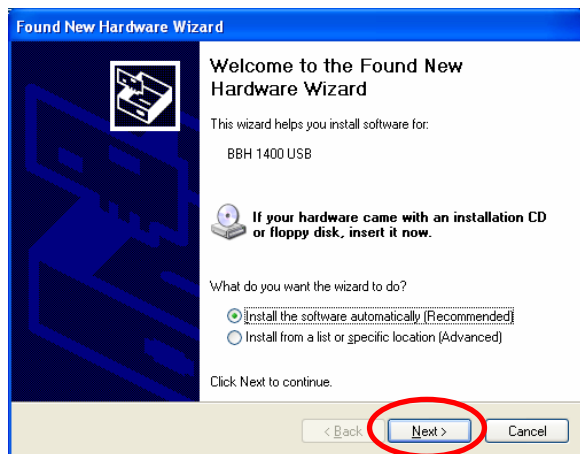 Found New Hardware Wizard
Welcome to the Found New
Hardware Wizard
This wizard helps you install software for:
BBH 1400 USB
If your hardware came with an installation CD
or floppy disk, insert it now.
What do you want the wizard to do?
Install the software automatically (Recommended)
Install from a list or specific location (Advanced)
Click Next to continue.
< Back Next > Cancel